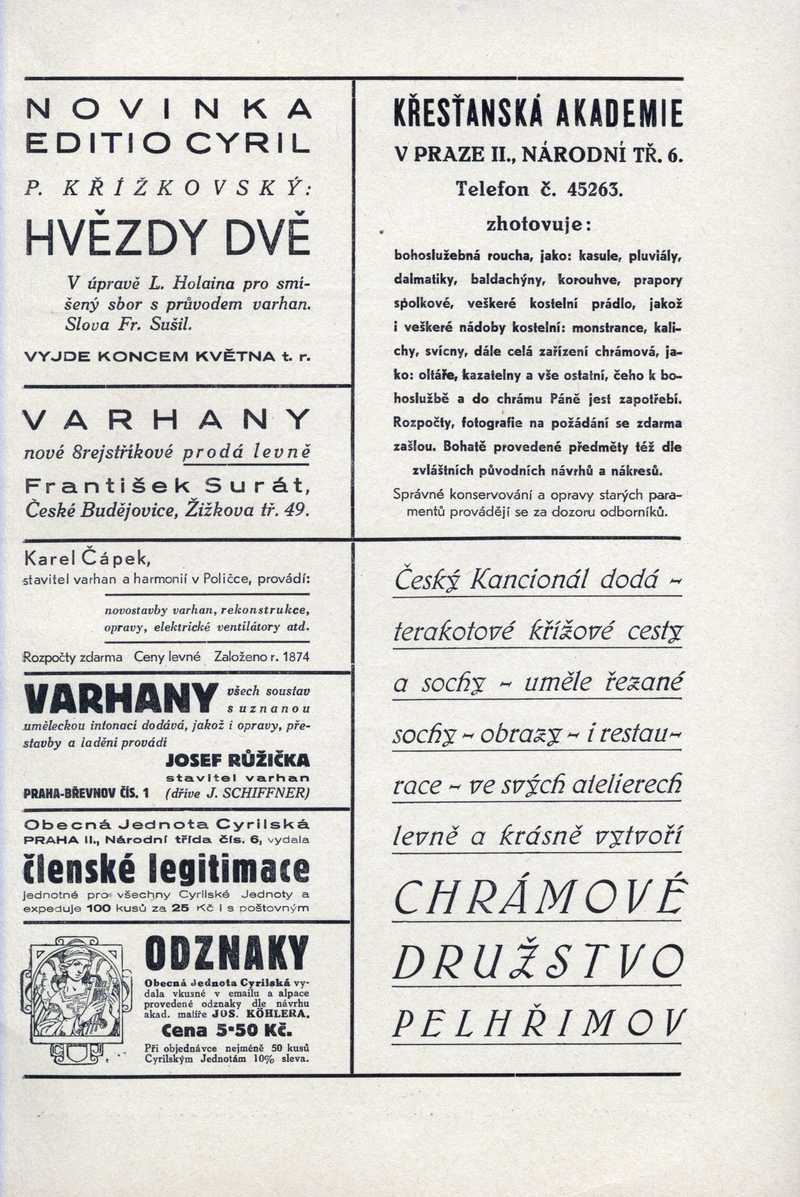 NOVINKA
EDITIO CYRIL
P. KŘÍŽKOVSKÝ:
HVĚZDY DVĚ
V úpravě L. Holaina pro smí-
šený sbor s průvodem varhan.
Slova Fr. Sušil.
VYJDE KONCEM KVĚTNA t. r.
VARHANY
nové 8rejstříkové prodá levně
František Surát,
České Budějovice, Žižkova tř. 49.
Karel Čápek,
stavitel varhan a harmonií v Poličce, provádí:
novostavby varhan, rekonstrukce,
opravy, elektrické ventilátory atd.
Rozpočty zdarma Ceny levné Založeno r. 1874
VARHANY všech soustav
s uznanou
uměleckou intonací dodává, jakož i opravy, pře-
stavby a ladění provádí
JOSEF RŮŽIČKA
stavitel varhan
PRAHA-BŘEVNOV ČÍS. 1 (dříve J. SCHIFFNER)
Obecná Jednota Cyrilská
PRAHA II., Národní třída čís. 6, vydala
členské legitimace
jednotné pro všechny Cyrilské Jednoty a
expeduje 100 kusů za 25 Kč i s poštovným
ODZNAKY
Obecná Jednota Cyrilská vy-
dala vkusné v emailu a alpace
provedené odznaky dle návrhu
akad. malíře JOS. KÖHLERA.
Cena 5·50 Kč.
Při objednávce nejméně 50 kusů
Cyrilským Jednotám 10% sleva.
KŘESŤANSKÁ AKADEMIE
V PRAZE II., NÁRODNÍ TŘ. 6.
Telefon č. 45263.
zhotovuje:
bohoslužebná roucha, jako: kasule, pluviály,
dalmatiky, baldachýny, korouhve, prapory
spolkové, veškeré kostelní prádlo, jakož
i veškeré nádoby kostelní: monstrance, kali-
chy, svícny, dále celá zařízení chrámová, ja-
ko: oltáře, kazatelny a vše ostatní, čeho k bo-
hoslužbě a do chrámu Páně jest zapotřebí.
Rozpočty, fotografie na požádání se zdarma
zašlou. Bohatě provedené předměty též dle
zvláštních původních návrhů a nákresů.
Správné konservování a opravy starých para-
mentů provádějí se za dozoru odborníků.
Český Kancionál dodá ~
terakotové křížové cesty
a sochy ~ uměle řezané
sochy ~ obrazy ~ i restau~
race ~ ve svých atelierech
levně a krásně vytvoří
CHRÁMOVÉ
DRUŽSTVO
PELHŘIMOV